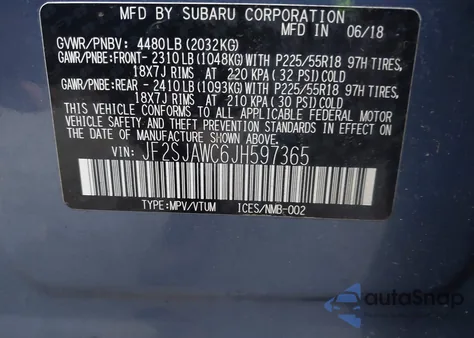 MFD BY SUBARU CORPORATION
MADE IN 06/18
GVWR/PNBV: 4480LB(2032KG)
GAWR/PNBE:FRONT- 2310LB(1048KG)WITH P225/55R18 97H TIRES,
18X7J RIMS AT 220 KPA(32 PSI)COLD
GAWR/PNBE:REAR - 2410LB(1093KG)WITH P225/55R18 97H TIRES,
18X7J RIMS AT 210 KPA(30 PSI)COLD
THIS VEHICLE CONFORMS TO ALL APPLICABLE FEDERAL MOTOR
VEHICLE SAFETY, BUMPER, AND THEFT PREVENTION STANDARDS
IN EFFECT ON THE DATE OF MANUFACTURE SHOWN ABOVE.
VIN: JF2SJAWC6JH597365
TYPE:MPV/VTUM ICES/NMB-002
autoSnap